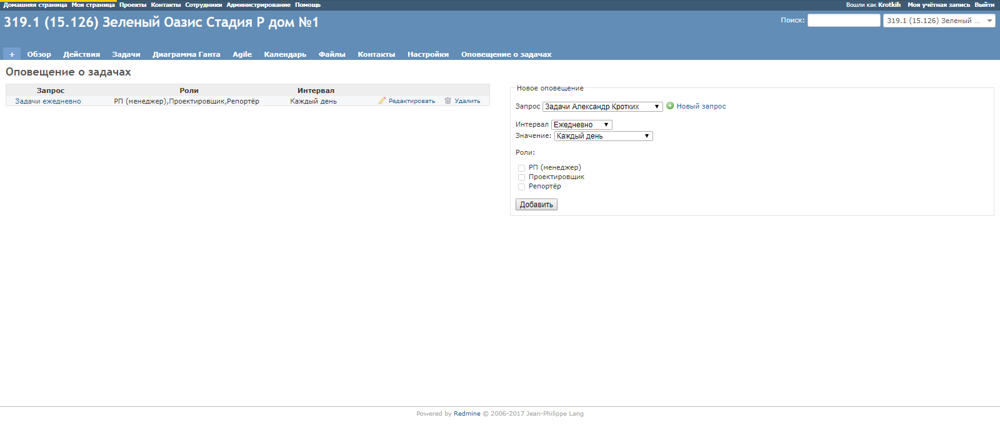 Домашняя страница Моя страница Проекты Контакты Сотрудники Администрирование Помощь Вошли как Krotkih Моя учётная запись Выйти
319.1 (15.126) Зеленый Оазис Стадия Р дом №1 Поиск: 319.1 (15.126) Зеленый ...
+ Обзор Действия Задачи Диаграмма Ганта Agile Календарь Файлы Контакты Настройки Оповещение о задачах
Оповещение о задачах
Запрос Роли Интервал
Задачи ежедневно РП (менеджер),Проектировщик,Репортёр Каждый день Редактировать Удалить
Новое оповещение
Запрос Задачи Александр Кротких Новый запрос
Интервал Ежедневно
Значение: Каждый день
Роли:
РП (менеджер)
Проектировщик
Репортёр
Добавить
Powered by Redmine © 2006-2017 Jean-Philippe Lang